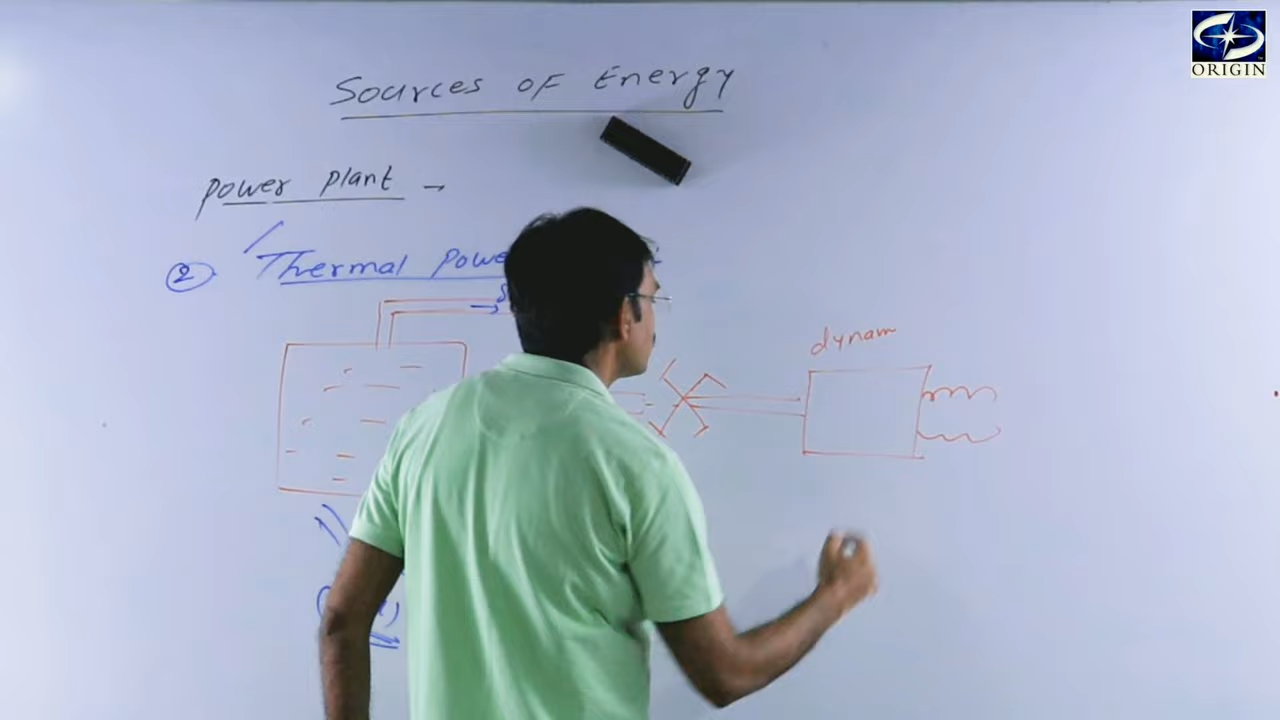 ORIGIN
Sources of Energy
power plant →
② Thermal Powe
dynam